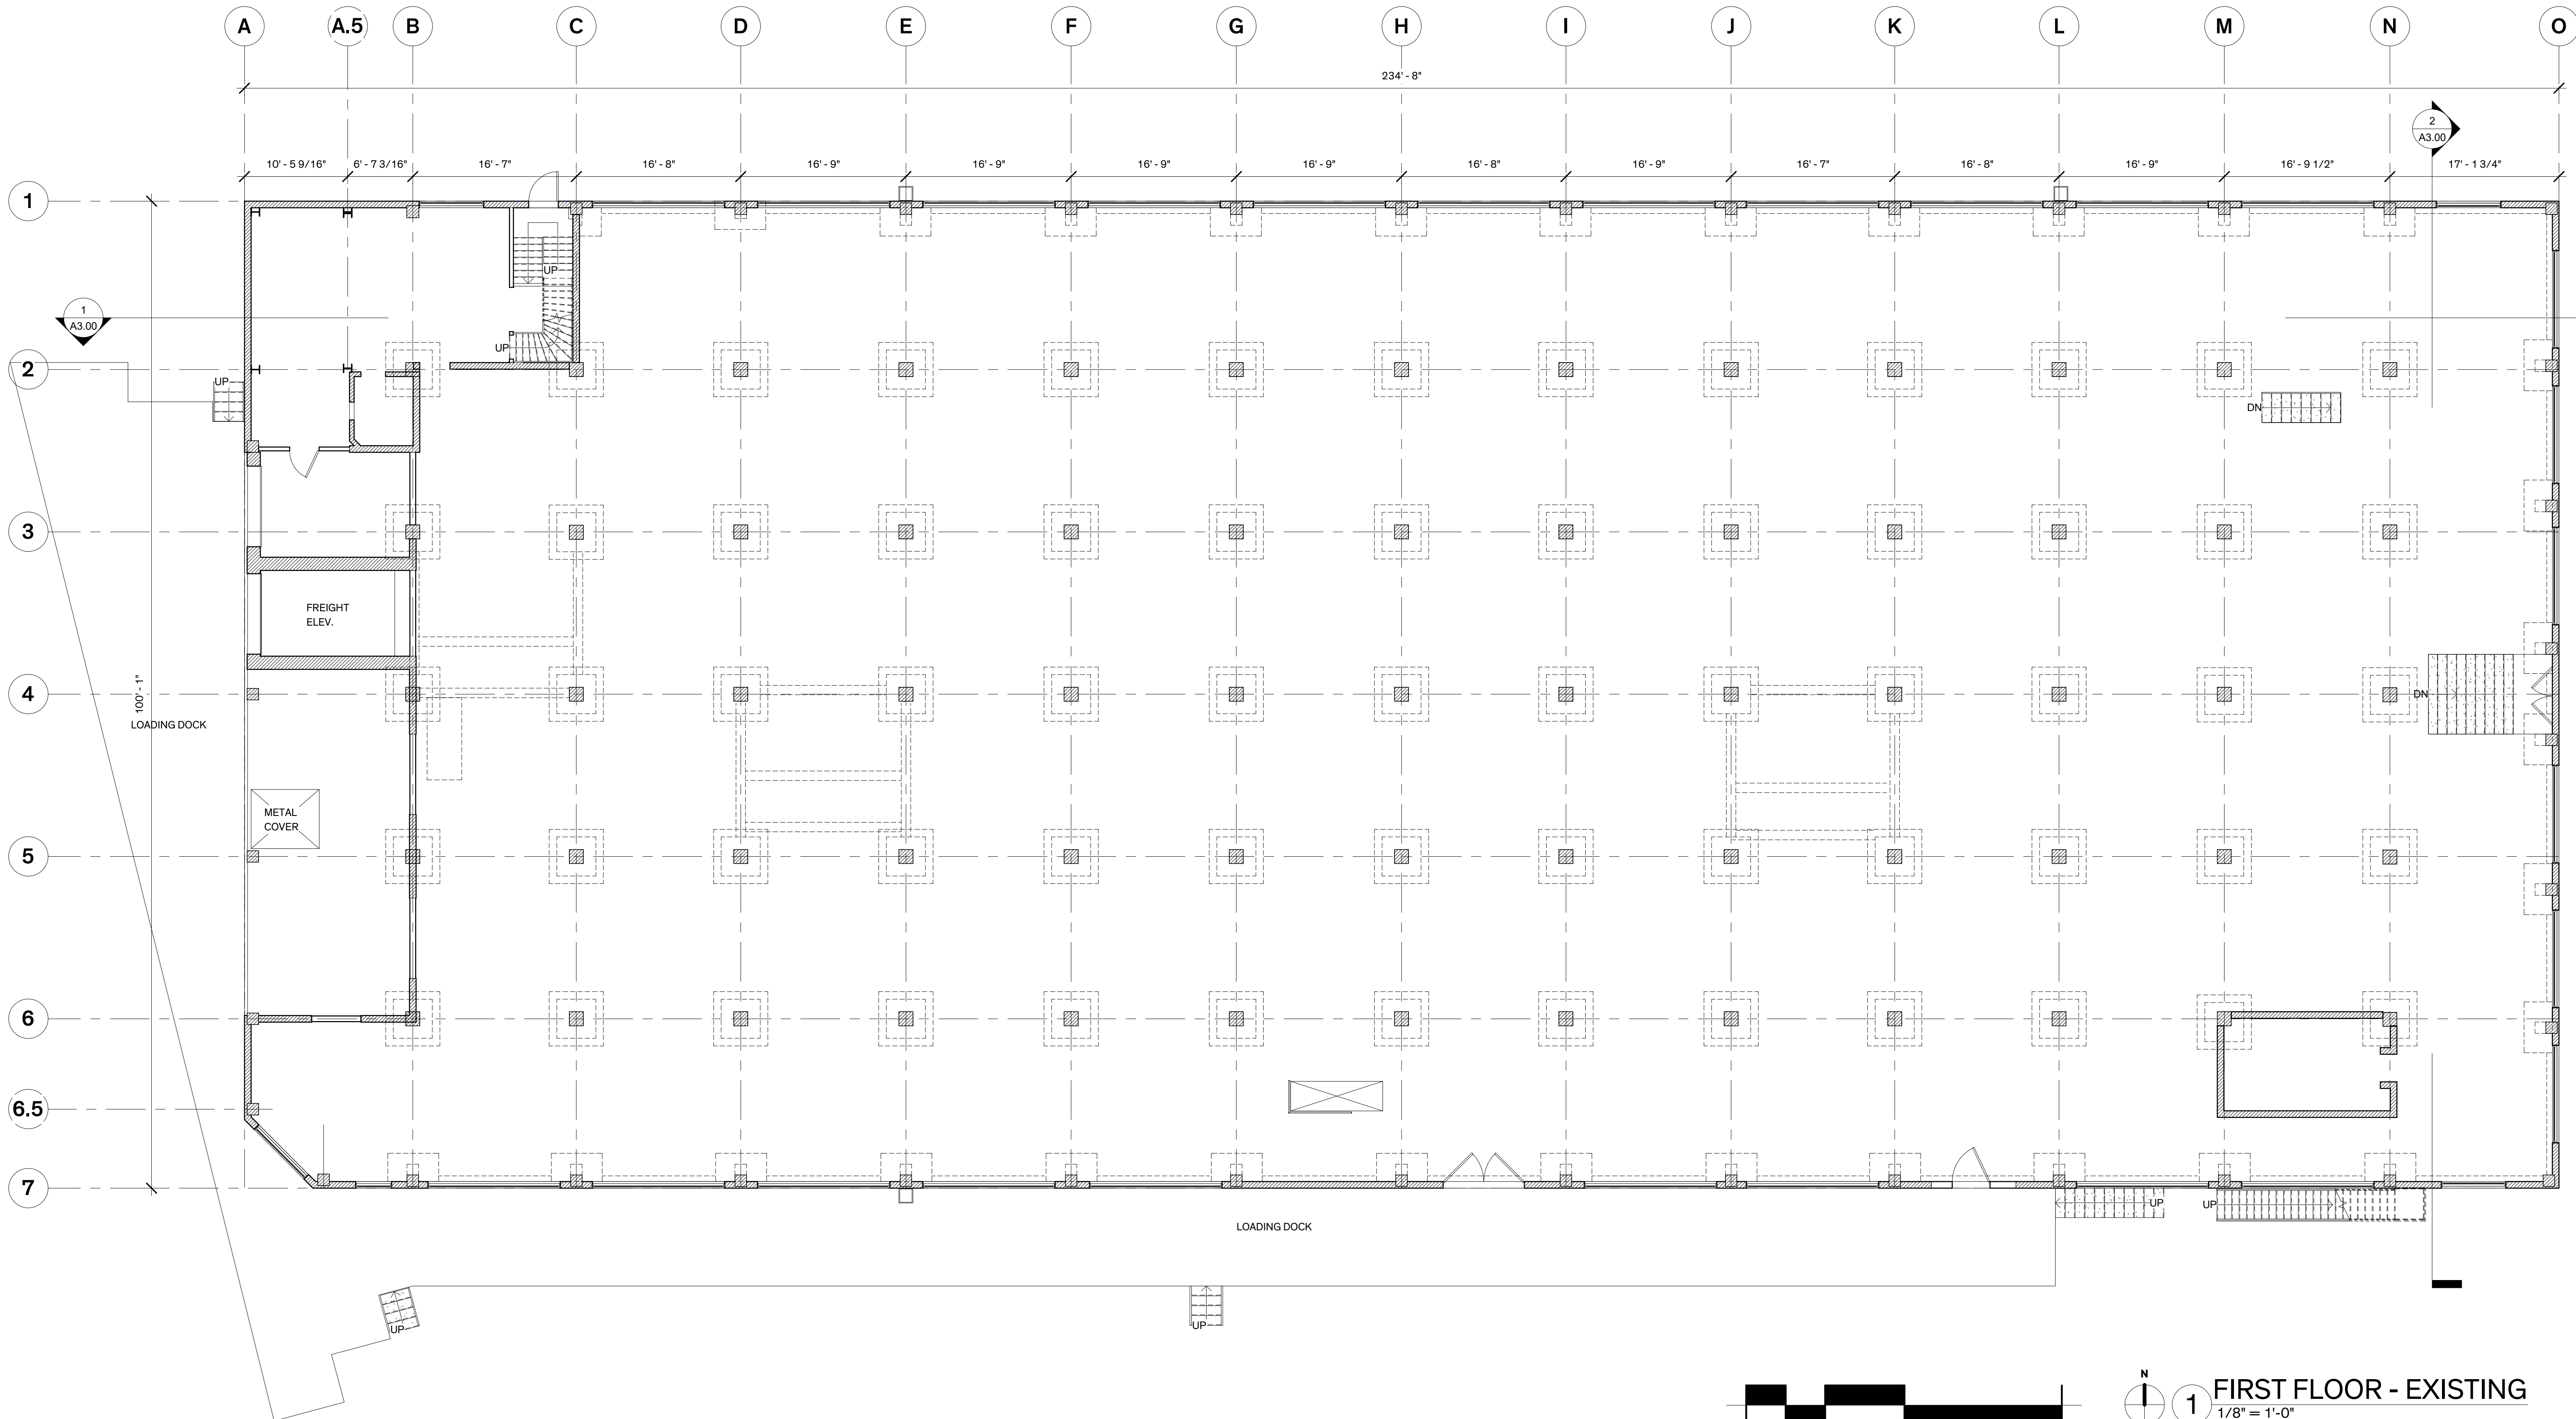 A A.5 B C D E F G H I J K L M N O
234' - 8"
2
A3.00
10' - 5 9/16" 6' - 7 3/16" 16' - 7" 16' - 8" 16' - 9" 16' - 9" 16' - 9" 16' - 9" 16' - 8" 16' - 9" 16' - 7" 16' - 8" 16' - 9" 16' - 9 1/2" 17' - 1 3/4"
1
UP
1
A3.00
UP
2
UP
DN
3
FREIGHT
ELEV.
4
DN
100' - 1"
LOADING DOCK
METAL
COVER
5
6
6.5
7
UP
UP
LOADING DOCK
UP
UP
N
1
FIRST FLOOR - EXISTING
1/8" = 1'-0"